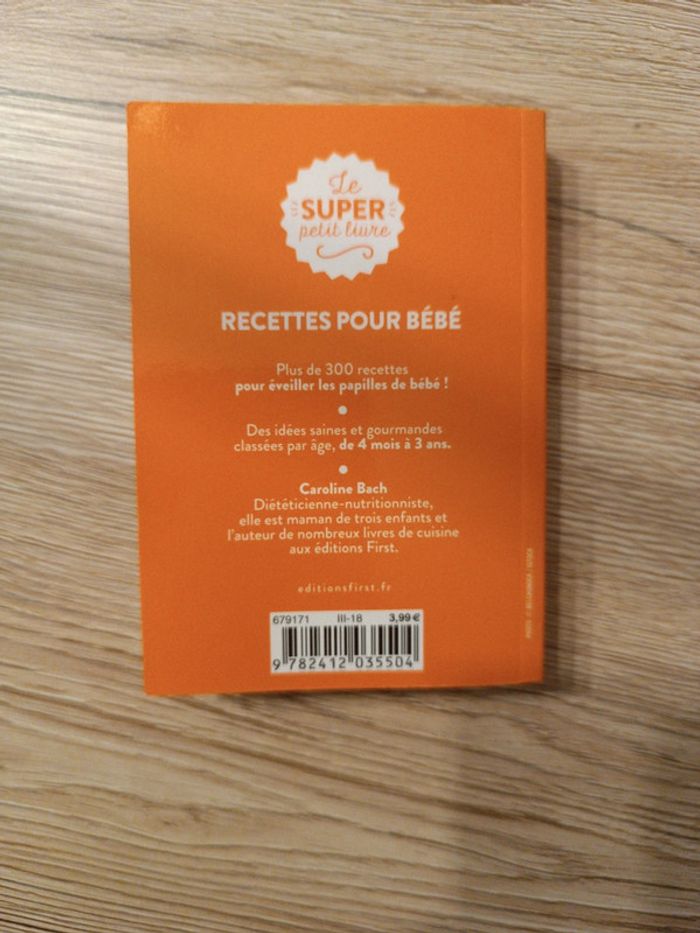 Le
SUPER
petit livre
RECETTES POUR BÉBÉ
Plus de 300 recettes
pour éveiller les papilles de bébé !
Des idées saines et gourmandes
classées par âge, de 4 mois à 3 ans.
Caroline Bach
Diététicienne-nutritionniste,
elle est maman de trois enfants et
l'auteur de nombreux livres de cuisine
aux éditions First.
editionsfirst.fr
679171 III-18 3,99 €
9 782412 035504